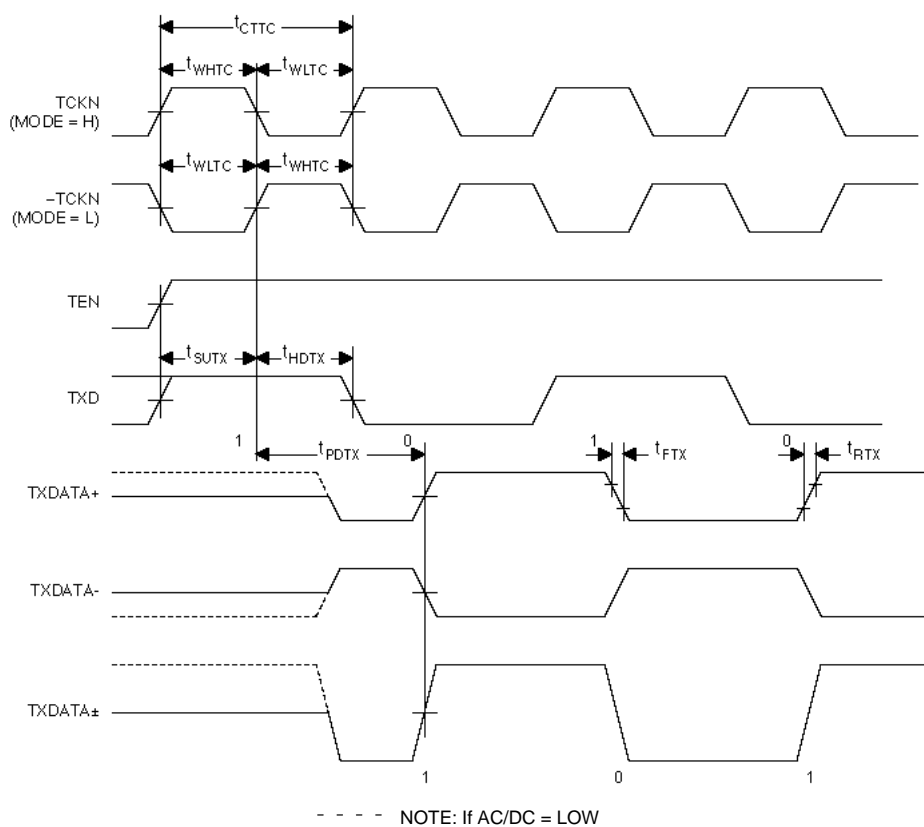 tCTTC
tWHTC tWLTC
TCKN
(MODE = H)
tWLTC tWHTC
–TCKN
(MODE = L)
TEN
tSUTX tHDTX
TXD
1 tPDTX 0 1 tFTX 0 tRTX
TXDATA+
TXDATA-
TXDATA±
1 0 1
- - - - NOTE: If AC/DC = LOW